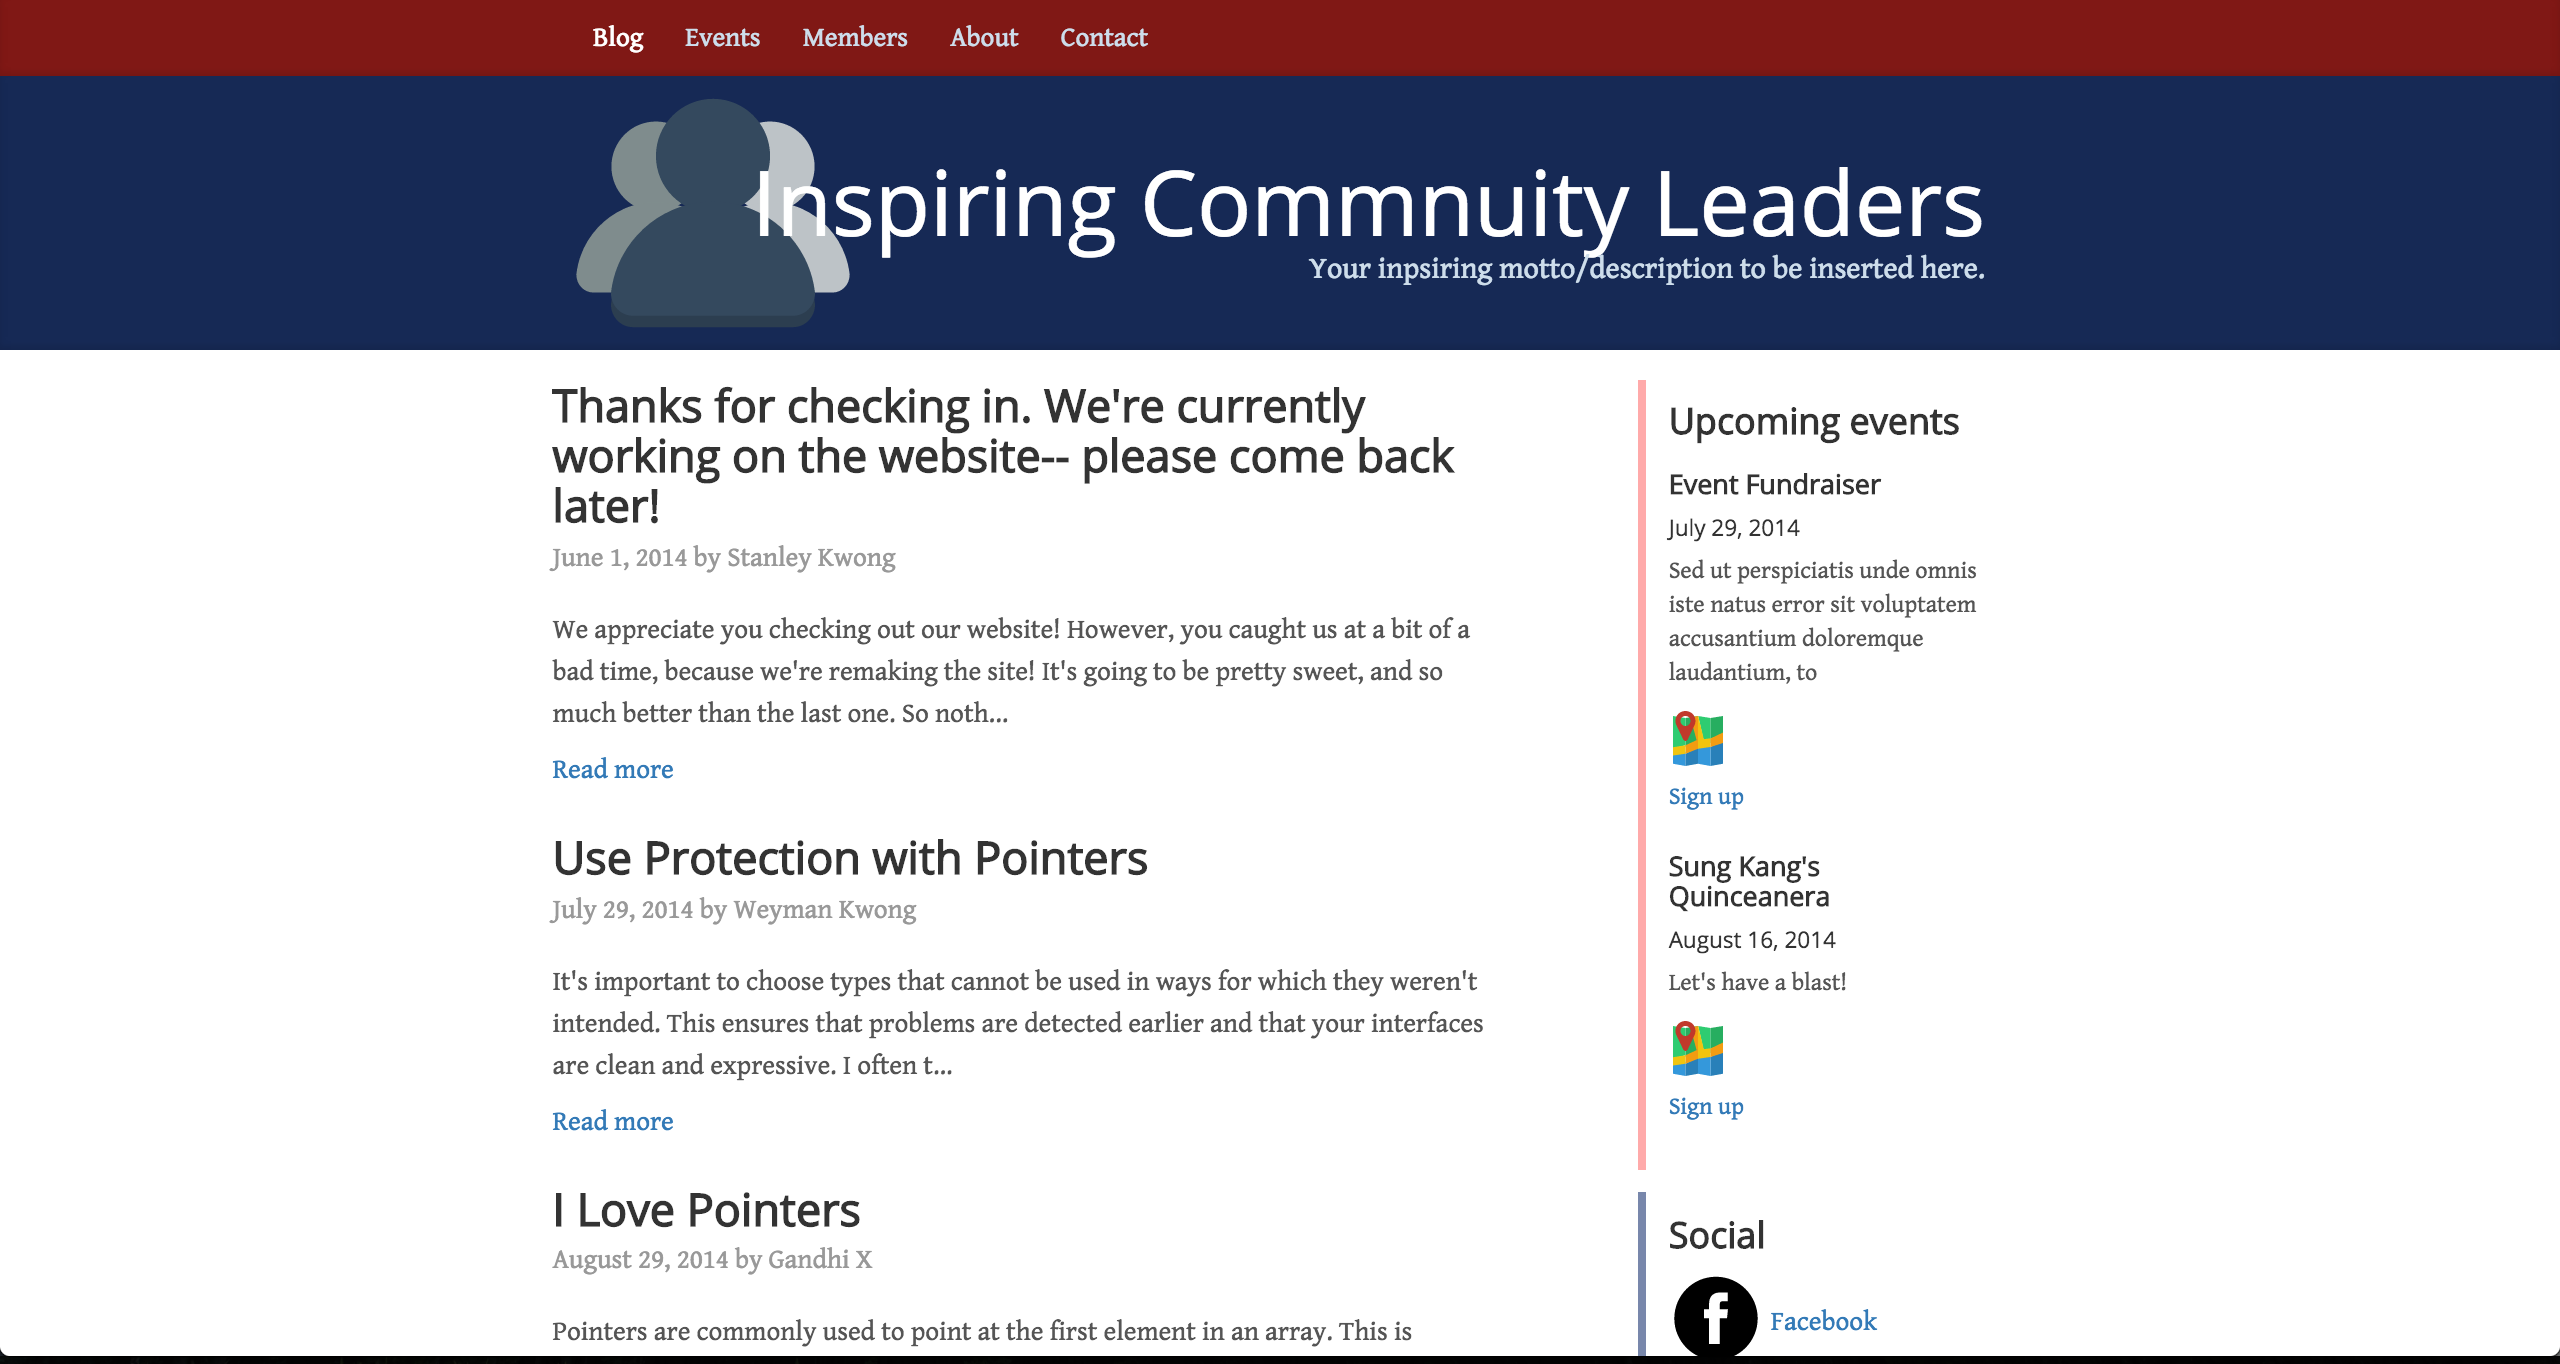 Blog Events Members About Contact
Inspiring Commnuity Leaders
Your inpsiring motto/description to be inserted here.
Thanks for checking in. We're currently
working on the website-- please come back
later!
June 1, 2014 by Stanley Kwong
We appreciate you checking out our website! However, you caught us at a bit of a
bad time, because we're remaking the site! It's going to be pretty sweet, and so
much better than the last one. So noth...
Read more
Use Protection with Pointers
July 29, 2014 by Weyman Kwong
It's important to choose types that cannot be used in ways for which they weren't
intended. This ensures that problems are detected earlier and that your interfaces
are clean and expressive. I often t...
Read more
I Love Pointers
August 29, 2014 by Gandhi X
Pointers are commonly used to point at the first element in an array. This is
Upcoming events
Event Fundraiser
July 29, 2014
Sed ut perspiciatis unde omnis
iste natus error sit voluptatem
accusantium doloremque
laudantium, to
Sign up
Sung Kang's
Quinceanera
August 16, 2014
Let's have a blast!
Sign up
Social
Facebook